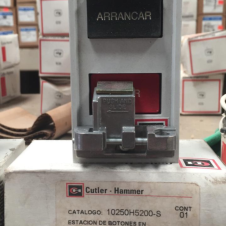 ARRANCAR
Cutler-Hammer
CATALOGO: 10250H5200-S
CONT
01
ESTACION DE BOTONES EN